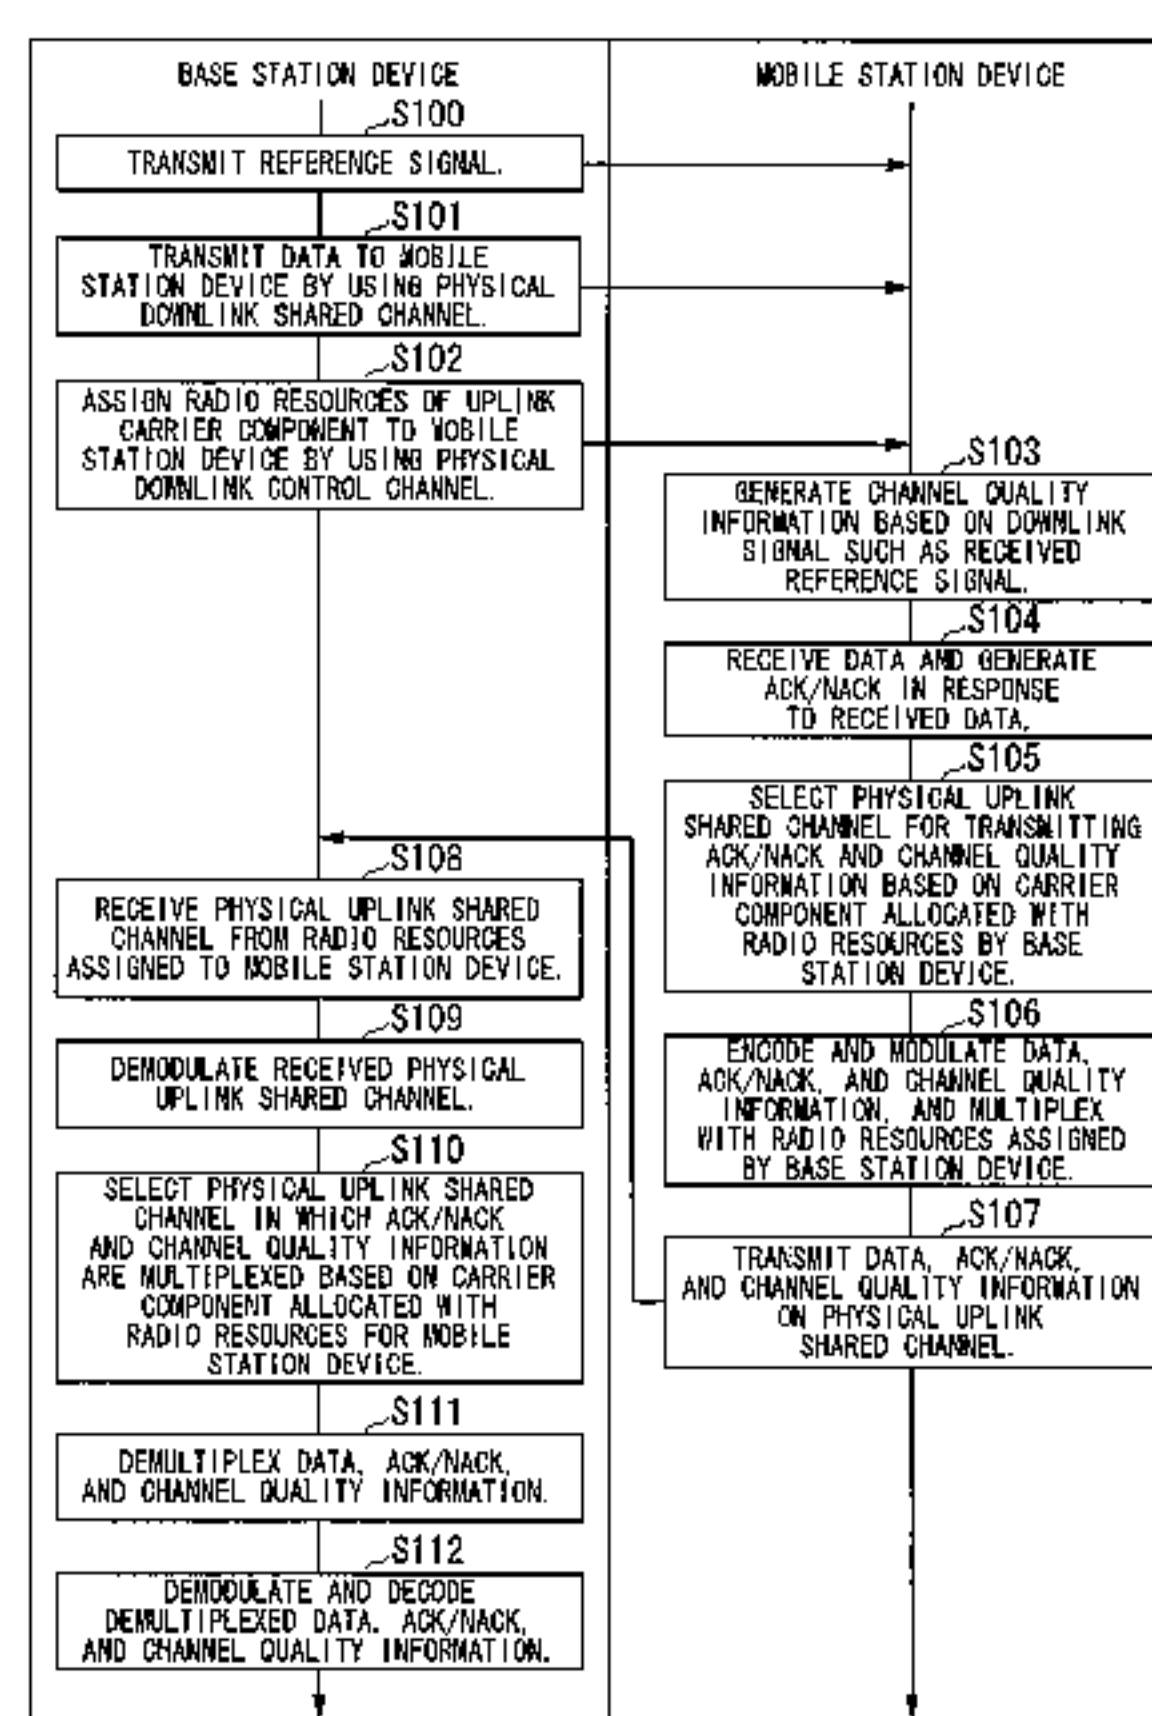 BASE STATION DEVICE
MOBILE STATION DEVICE
S100
TRANSMIT REFERENCE SIGNAL.
S101
TRANSMIT DATA TO MOBILE
STATION DEVICE BY USING PHYSICAL
DOWNLINK SHARED CHANNEL.
S102
ASSIGN RADIO RESOURCES OF UPLINK
CARRIER COMPONENT TO MOBILE
STATION DEVICE BY USING PHYSICAL
DOWNLINK CONTROL CHANNEL.
S103
GENERATE CHANNEL QUALITY
INFORMATION BASED ON DOWNLINK
SIGNAL SUCH AS RECEIVED
REFERENCE SIGNAL.
S104
RECEIVE DATA AND GENERATE
ACK/NACK IN RESPONSE
TO RECEIVED DATA.
S105
SELECT PHYSICAL UPLINK
SHARED CHANNEL FOR TRANSMITTING
ACK/NACK AND CHANNEL QUALITY
INFORMATION BASED ON CARRIER
COMPONENT ALLOCATED WITH
RADIO RESOURCES BY BASE
STATION DEVICE.
S106
ENCODE AND MODULATE DATA,
ACK/NACK, AND CHANNEL QUALITY
INFORMATION, AND MULTIPLEX
WITH RADIO RESOURCES ASSIGNED
BY BASE STATION DEVICE.
S107
TRANSMIT DATA, ACK/NACK,
AND CHANNEL QUALITY INFORMATION
ON PHYSICAL UPLINK
SHARED CHANNEL.
S108
RECEIVE PHYSICAL UPLINK SHARED
CHANNEL FROM RADIO RESOURCES
ASSIGNED TO MOBILE STATION DEVICE.
S109
DEMODULATE RECEIVED PHYSICAL
UPLINK SHARED CHANNEL.
S110
SELECT PHYSICAL UPLINK SHARED
CHANNEL IN WHICH ACK/NACK
AND CHANNEL QUALITY INFORMATION
ARE MULTIPLEXED BASED ON CARRIER
COMPONENT ALLOCATED WITH
RADIO RESOURCES FOR MOBILE
STATION DEVICE.
S111
DEMULTIPLEX DATA, ACK/NACK,
AND CHANNEL QUALITY INFORMATION.
S112
DEMODULATE AND DECODE
DEMULTIPLEXED DATA, ACK/NACK,
AND CHANNEL QUALITY INFORMATION.